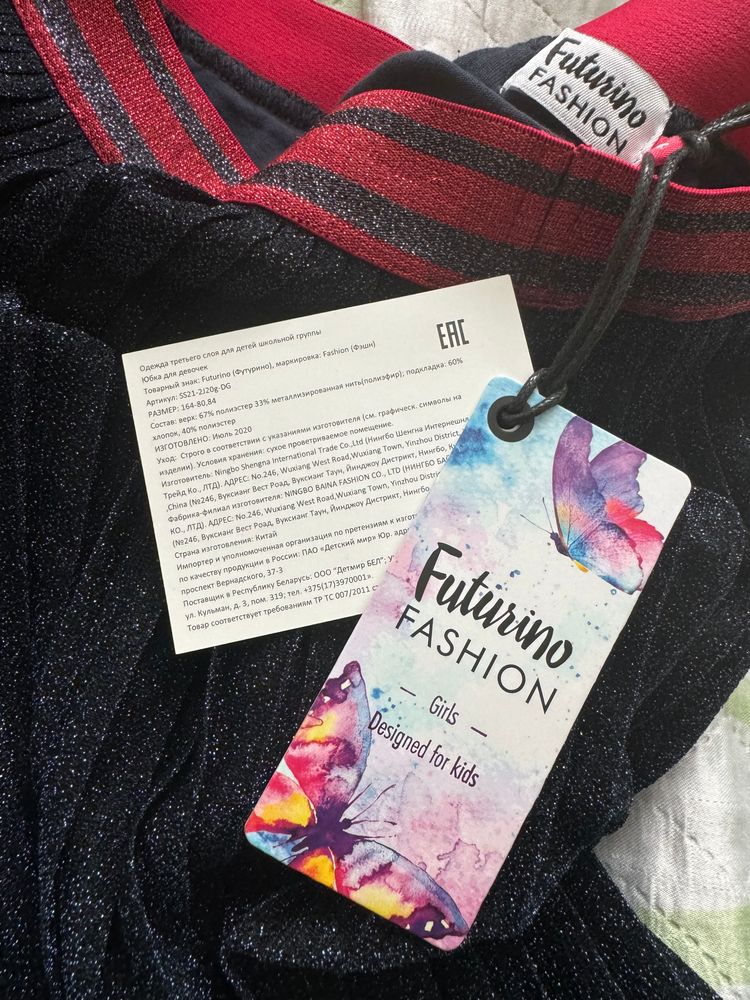 Futurino
FASHION
EAC
Одежда третьего слоя для детей школьной группы
Юбка для девочек
Товарный знак: Futurino (Футурино), маркировка: Fashion (Фэшн)
Артикул: SS21-2J20g-DG
РАЗМЕР: 164-80,84
Состав: верх: 67% полиэстер 33% металлизированная нить(полиэфир); подкладка: 60%
хлопок, 40% полиэстер
ИЗГОТОВЛЕНО: Июль 2020
Уход: Строго в соответствии с указаниями изготовителя (см. графическ. символы на
изделии). Условия хранения: сухое проветриваемое помещение.
Изготовитель: Ningbo Shengna International Trade Co.,Ltd (Нингбо Шенгна Интернешнл
Трейд Ко., ЛТД). АДРЕС: No.246, Wuxiang West Road,Wuxiang Town, Yinzhou District,
,China (№246, Вуксианг Вест Роад, Вуксианг Таун, Йинджоу Дистрикт, Нингбо,
Фабрика-филиал изготовителя: NINGBO BAINA FASHION CO., LTD (НИНГБО
КО., ЛТД). АДРЕС: No.246, Wuxiang West Road,Wuxiang Town, Yinzhou District,
(№246, Вуксианг Вест Роад, Вуксианг Таун, Йинджоу Дистрикт, Нингбо,
Страна изготовления: Китай
Импортер и уполномоченная организация по претензиям к
по качеству продукции в России: ПАО «Детский мир» Юр.
проспект Вернадского, 37-3
Поставщик в Республику Беларусь: ООО "Детмир БЕЛ";
ул. Кульман, д. 3, пом. 319; тел. +375(17)3970001».
Товар соответствует требованиям ТР ТС 007/2011
Futurino
FASHION
— Girls —
Designed for kids